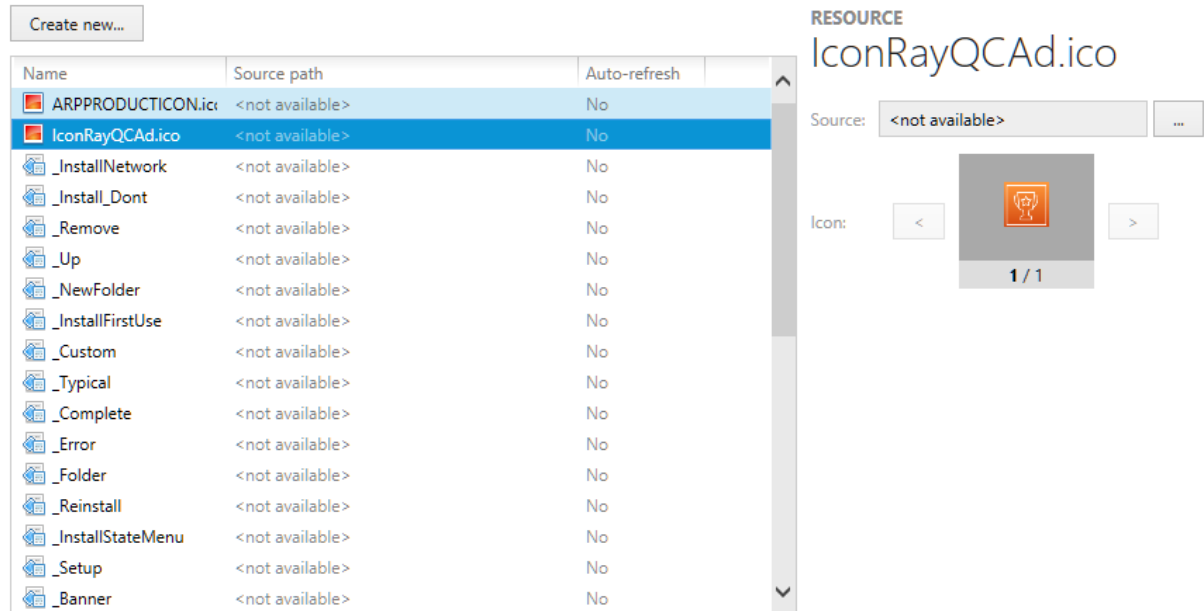 Create new...
Name Source path Auto-refresh
ARPPRODUCTICON.ic <not available> No
IconRayQCAd.ico <not available> No
_InstallNetwork <not available> No
_Install_Dont <not available> No
_Remove <not available> No
_Up <not available> No
_NewFolder <not available> No
_InstallFirstUse <not available> No
_Custom <not available> No
_Typical <not available> No
_Complete <not available> No
_Error <not available> No
_Folder <not available> No
_Reinstall <not available> No
_InstallStateMenu <not available> No
_Setup <not available> No
_Banner <not available> No
RESOURCE
IconRayQCAd.ico
Source: <not available> ...
Icon: < >
1 / 1